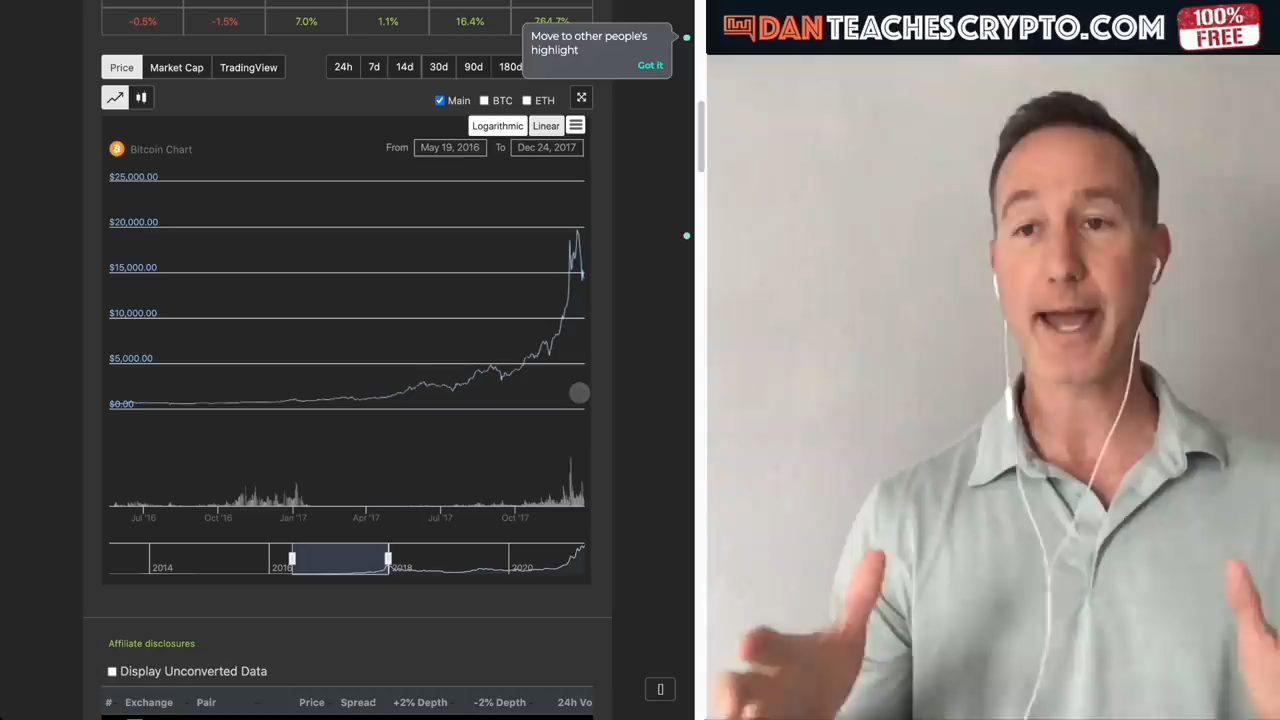 -0.5% -1.5% 7.0% 1.1% 16.4% 764.7%
Move to other people's
highlight
Got it
Price Market Cap TradingView 24h 7d 14d 30d 90d 180d
Main BTC ETH
Logarithmic Linear
Bitcoin Chart From May 19, 2016 To Dec 24, 2017
$25,000.00
$20,000.00
$15,000.00
$10,000.00
$5,000.00
$0.00
Jul '16 Oct '16 Jan '17 Apr '17 Jul '17 Oct '17
2014 2016 2018 2020
Affiliate disclosures
Display Unconverted Data
# Exchange Pair Price Spread +2% Depth -2% Depth 24h Vo
DANTEACHESCRYPTO.COM
100%
FREE